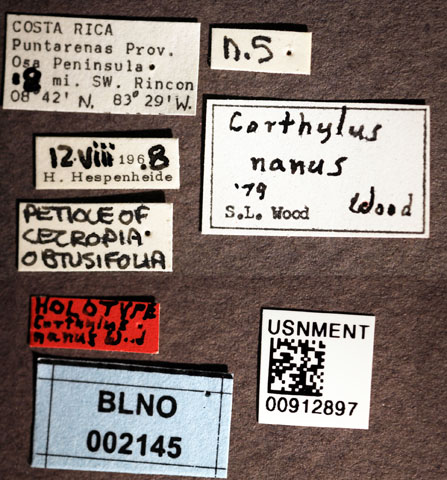 COSTA RICA
Puntarenas Prov.
Osa Peninsula.
8 mi. SW. Rincon
08°42' N. 83°29'W.
n.s.
12 viii 1968
H. Hespenheide
Corthylus
nanus
'79 Wood
S.L. Wood
PETIOLE OF
CECROPIA
OBTUSIFOLIA
HOLOTYPE
Corthylus
nanus W..d
USNMENT
00912897
BLNO
002145